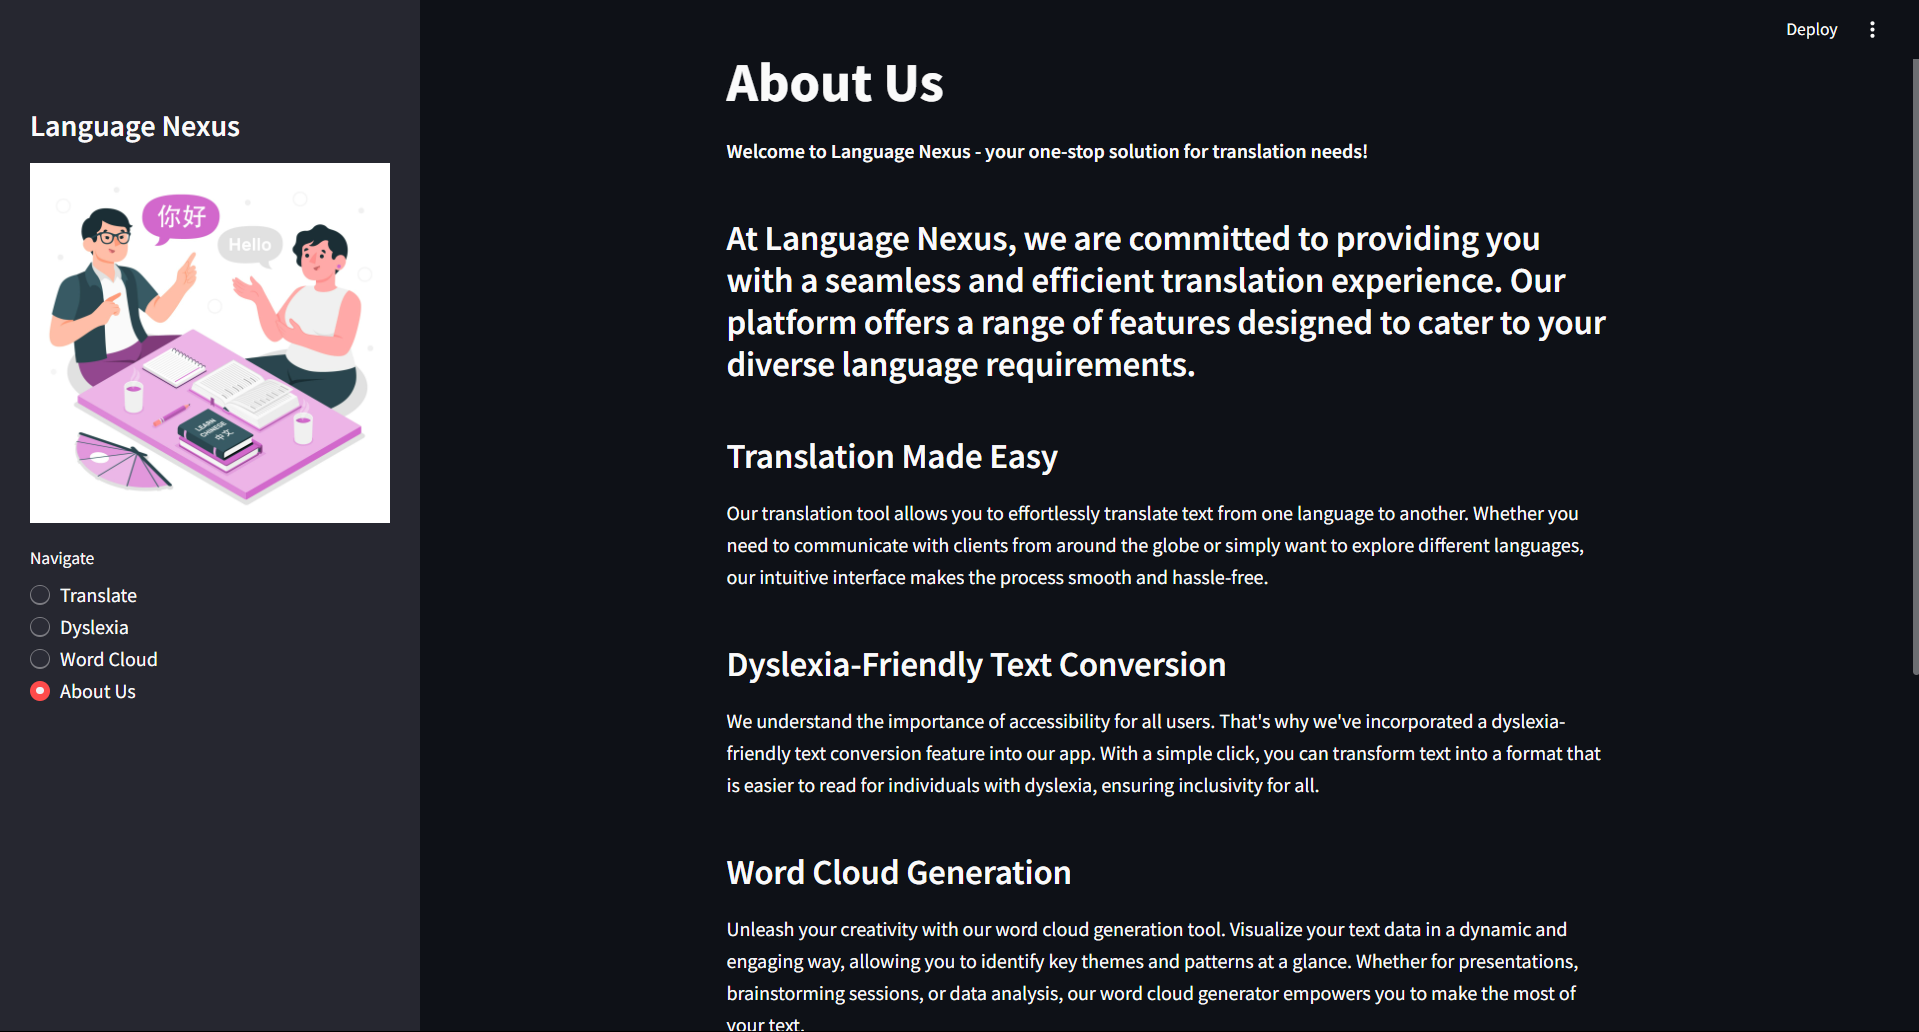 Deploy
Language Nexus
你好
Hello
LEARN
CHINESE
中文
Navigate
Translate
Dyslexia
Word Cloud
About Us
About Us
Welcome to Language Nexus - your one-stop solution for translation needs!
At Language Nexus, we are committed to providing you
with a seamless and efficient translation experience. Our
platform offers a range of features designed to cater to your
diverse language requirements.
Translation Made Easy
Our translation tool allows you to effortlessly translate text from one language to another. Whether you
need to communicate with clients from around the globe or simply want to explore different languages,
our intuitive interface makes the process smooth and hassle-free.
Dyslexia-Friendly Text Conversion
We understand the importance of accessibility for all users. That's why we've incorporated a dyslexia-
friendly text conversion feature into our app. With a simple click, you can transform text into a format that
is easier to read for individuals with dyslexia, ensuring inclusivity for all.
Word Cloud Generation
Unleash your creativity with our word cloud generation tool. Visualize your text data in a dynamic and
engaging way, allowing you to identify key themes and patterns at a glance. Whether for presentations,
brainstorming sessions, or data analysis, our word cloud generator empowers you to make the most of
your text.